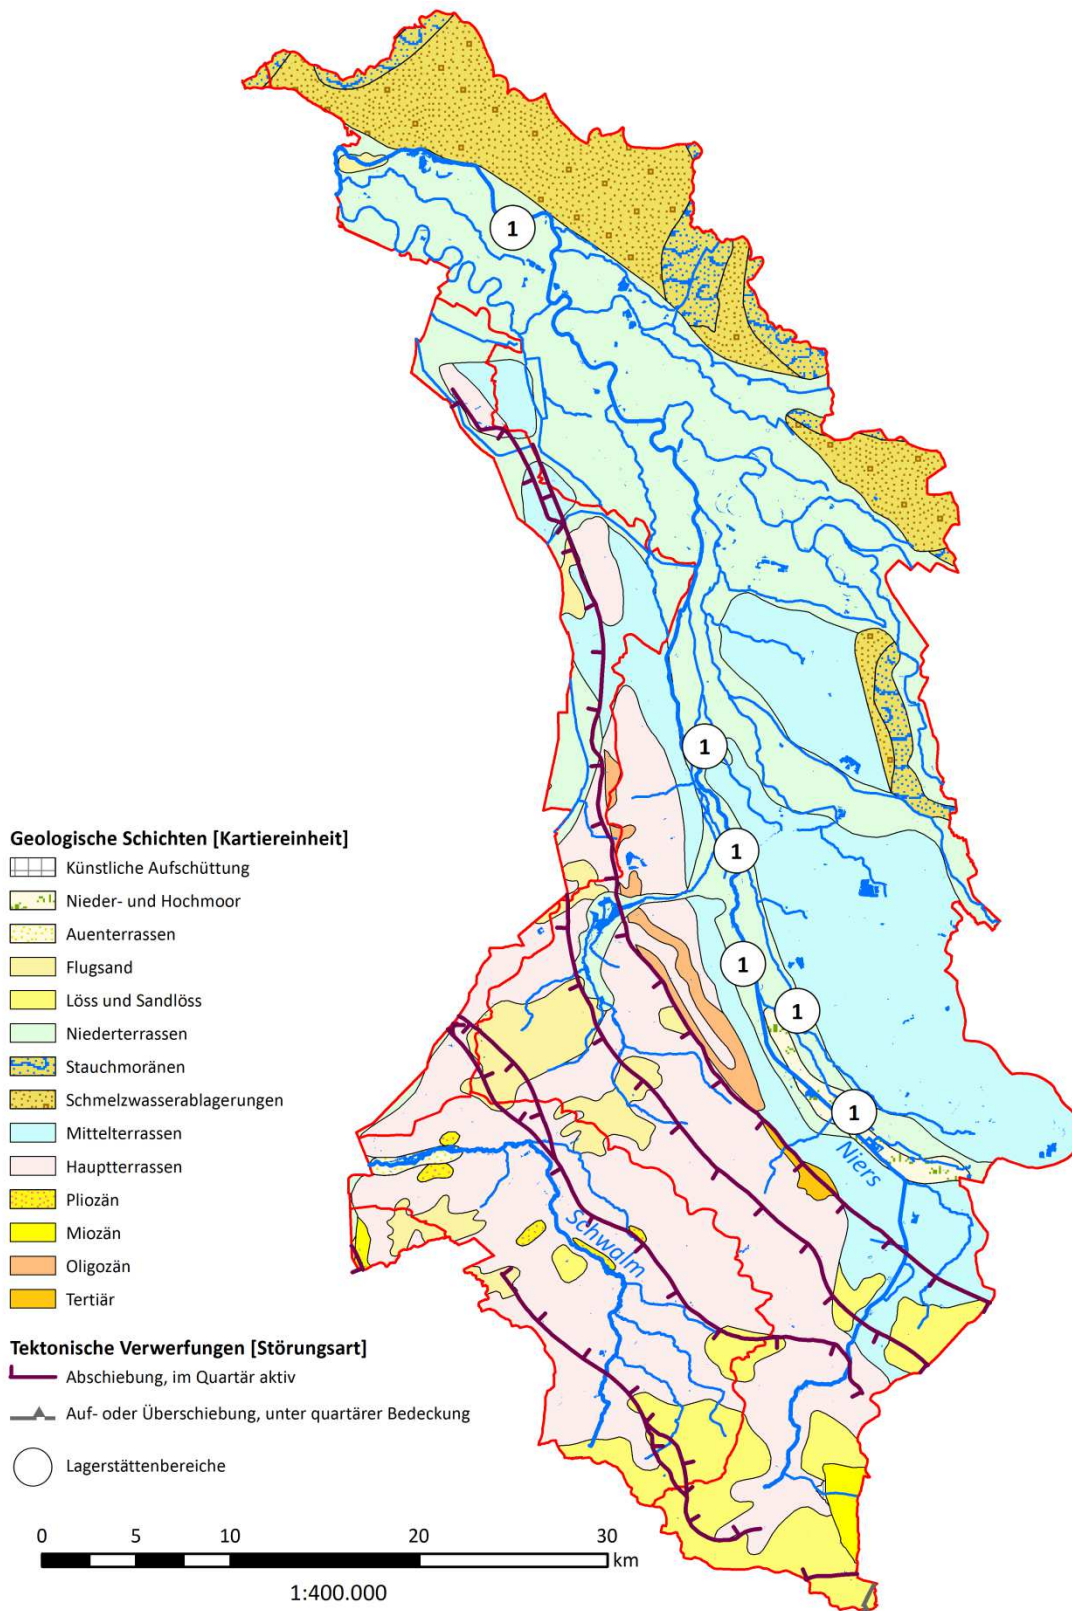 1
1
1
1
1
1
Niers
Schwalm
Geologische Schichten [Kartiereinheit]
Künstliche Aufschüttung
Nieder- und Hochmoor
Auenterrassen
Flugsand
Löss und Sandlöss
Niederterrassen
Stauchmoränen
Schmelzwasserablagerungen
Mittelterrassen
Hauptterrassen
Pliozän
Miozän
Oligozän
Tertiär
Tektonische Verwerfungen [Störungsart]
Abschiebung, im Quartär aktiv
Auf- oder Überschiebung, unter quartärer Bedeckung
Lagerstättenbereiche
0 5 10 20 30
km
1:400.000